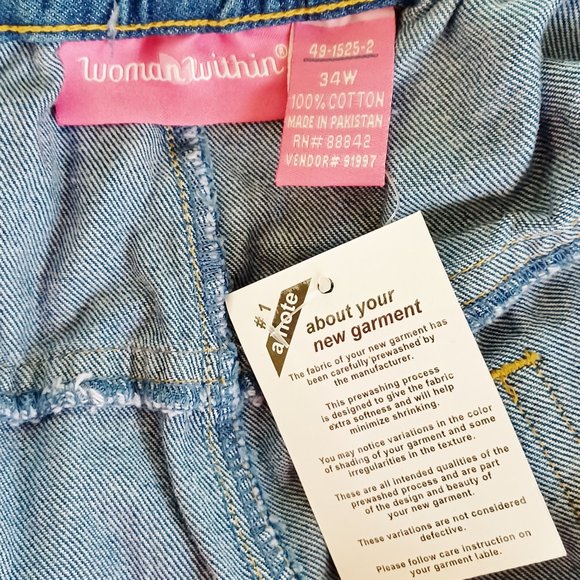 woman within®
49-1525-2
34W
100% COTTON
MADE IN PAKISTAN
RN# 88842
VENDOR# 91997
#1
a note
about your
new garment
The fabric of your new garment has
been carefully prewashed by
the manufacturer.
This prewashing process
is designed to give the fabric
extra softness and will help
minimize shrinking.
You may notice variations in the color
of shading of your garment and some
irregularities in the texture.
These are all intended qualities of the
prewashed process and are part
of the design and beauty of
your new garment.
These variations are not considered
defective.
Please follow care instruction on
your garment lable.